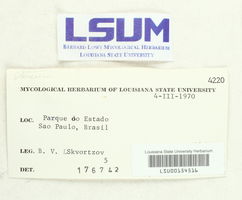 LSUM
BERNARD LOWY MYCOLOGICAL HERBARIUM
LOUISIANA STATE UNIVERSITY
4220
MYCOLOGICAL HERBARIUM OF LOUISIANA STATE UNIVERSITY
4-III-1970
LOC. Parque do Estado
Sao Paulo, Brasil
LEG. B. V. Skvortzov
5
DET. 176742
Louisiana State University Herbarium
LSU00154516